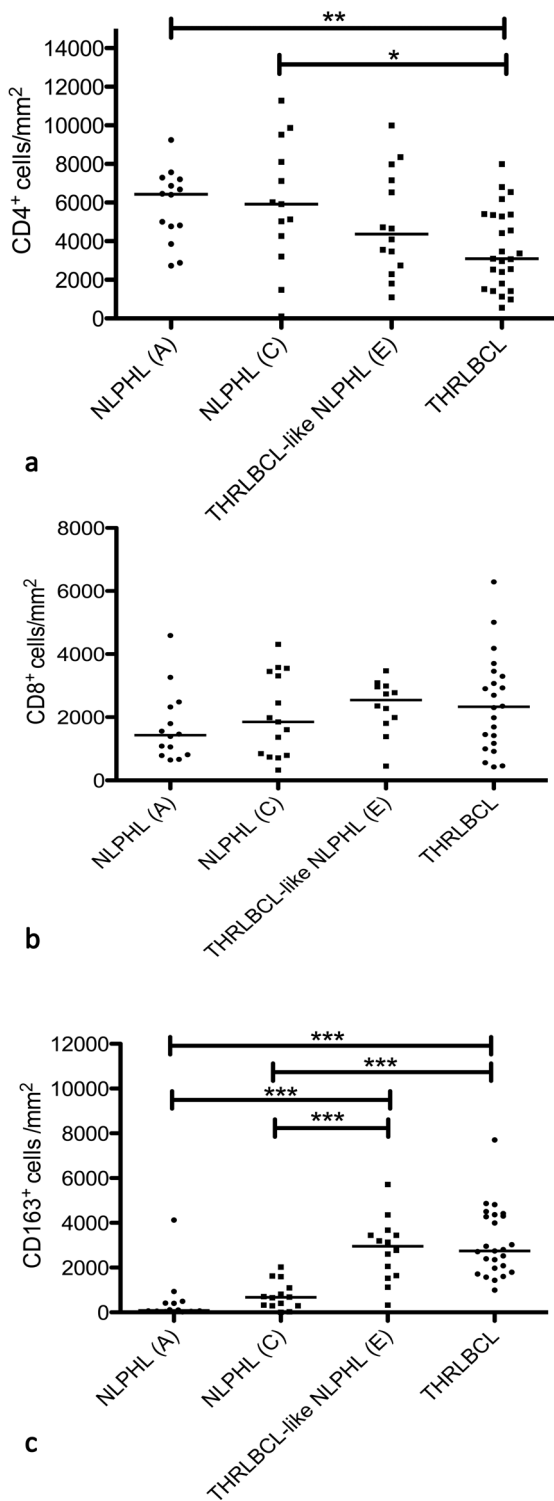 **
*
14000
12000
10000
8000
6000
4000
2000
0
CD4+ cells/mm2
NLPHL (A)
NLPHL (C)
THRLBCL-like NLPHL (E)
THRLBCL
a
8000
6000
4000
2000
0
CD8+ cells/mm2
NLPHL (A)
NLPHL (C)
THRLBCL-like NLPHL (E)
THRLBCL
b
***
***
***
***
12000
10000
8000
6000
4000
2000
0
CD163+ cells /mm2
NLPHL (A)
NLPHL (C)
THRLBCL-like NLPHL (E)
THRLBCL
c